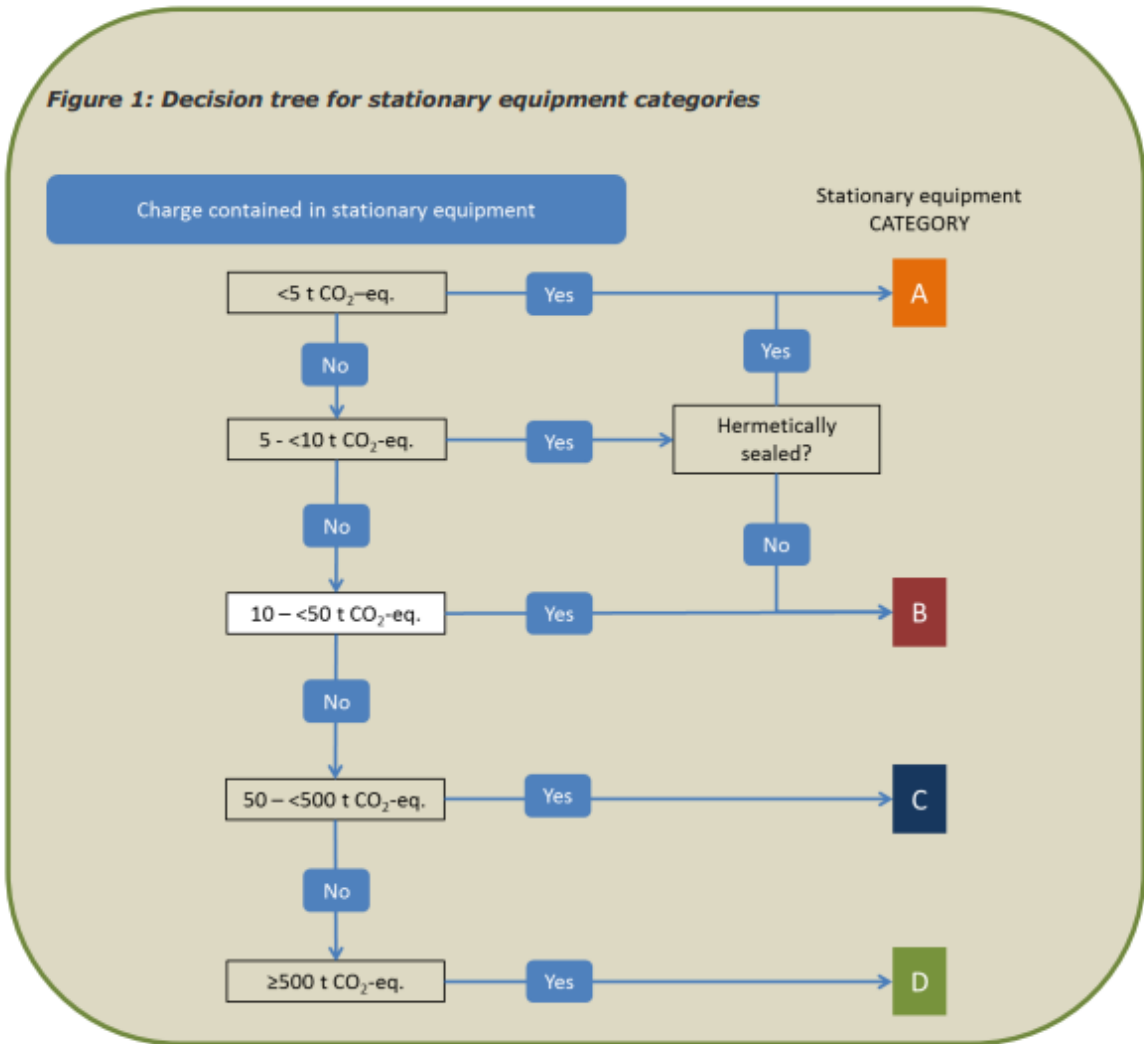 Figure 1: Decision tree for stationary equipment categories
Charge contained in stationary equipment
Stationary equipment
CATEGORY
<5 t CO₂–eq.
Yes
A
No
Yes
5 - <10 t CO₂-eq.
Yes
Hermetically
sealed?
No
No
10 – <50 t CO₂-eq.
Yes
B
No
50 – <500 t CO₂-eq.
Yes
C
No
≥500 t CO₂-eq.
Yes
D